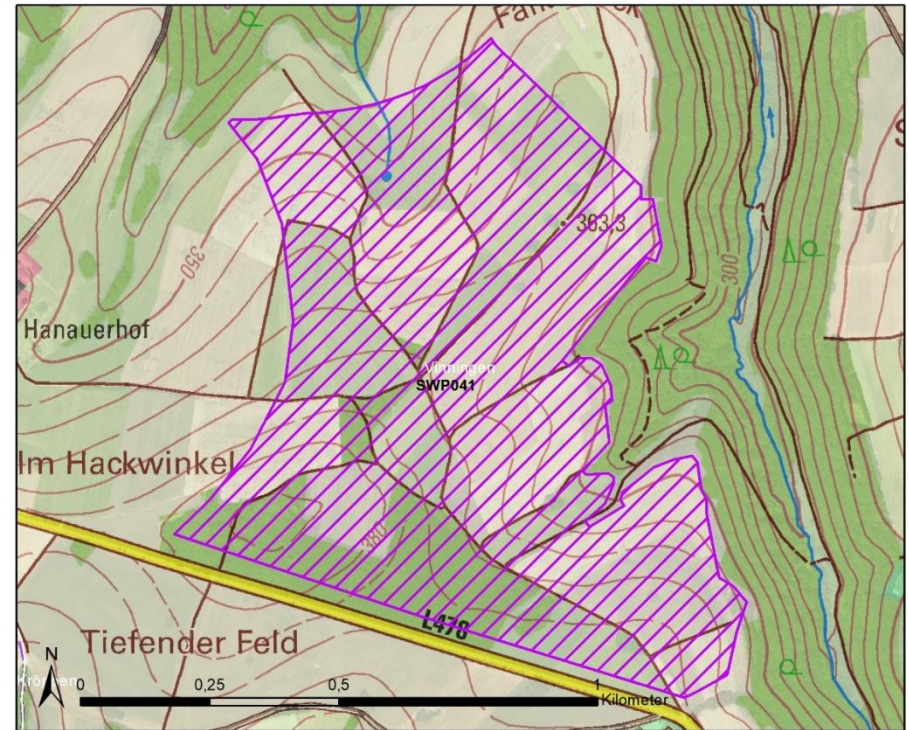 363,3
350
300
Hanauerhof
Vinningen
SWP041
Im Hackwinkel
380
L478
Tiefender Feld
N
0 0,25 0,5 1
Kilometer